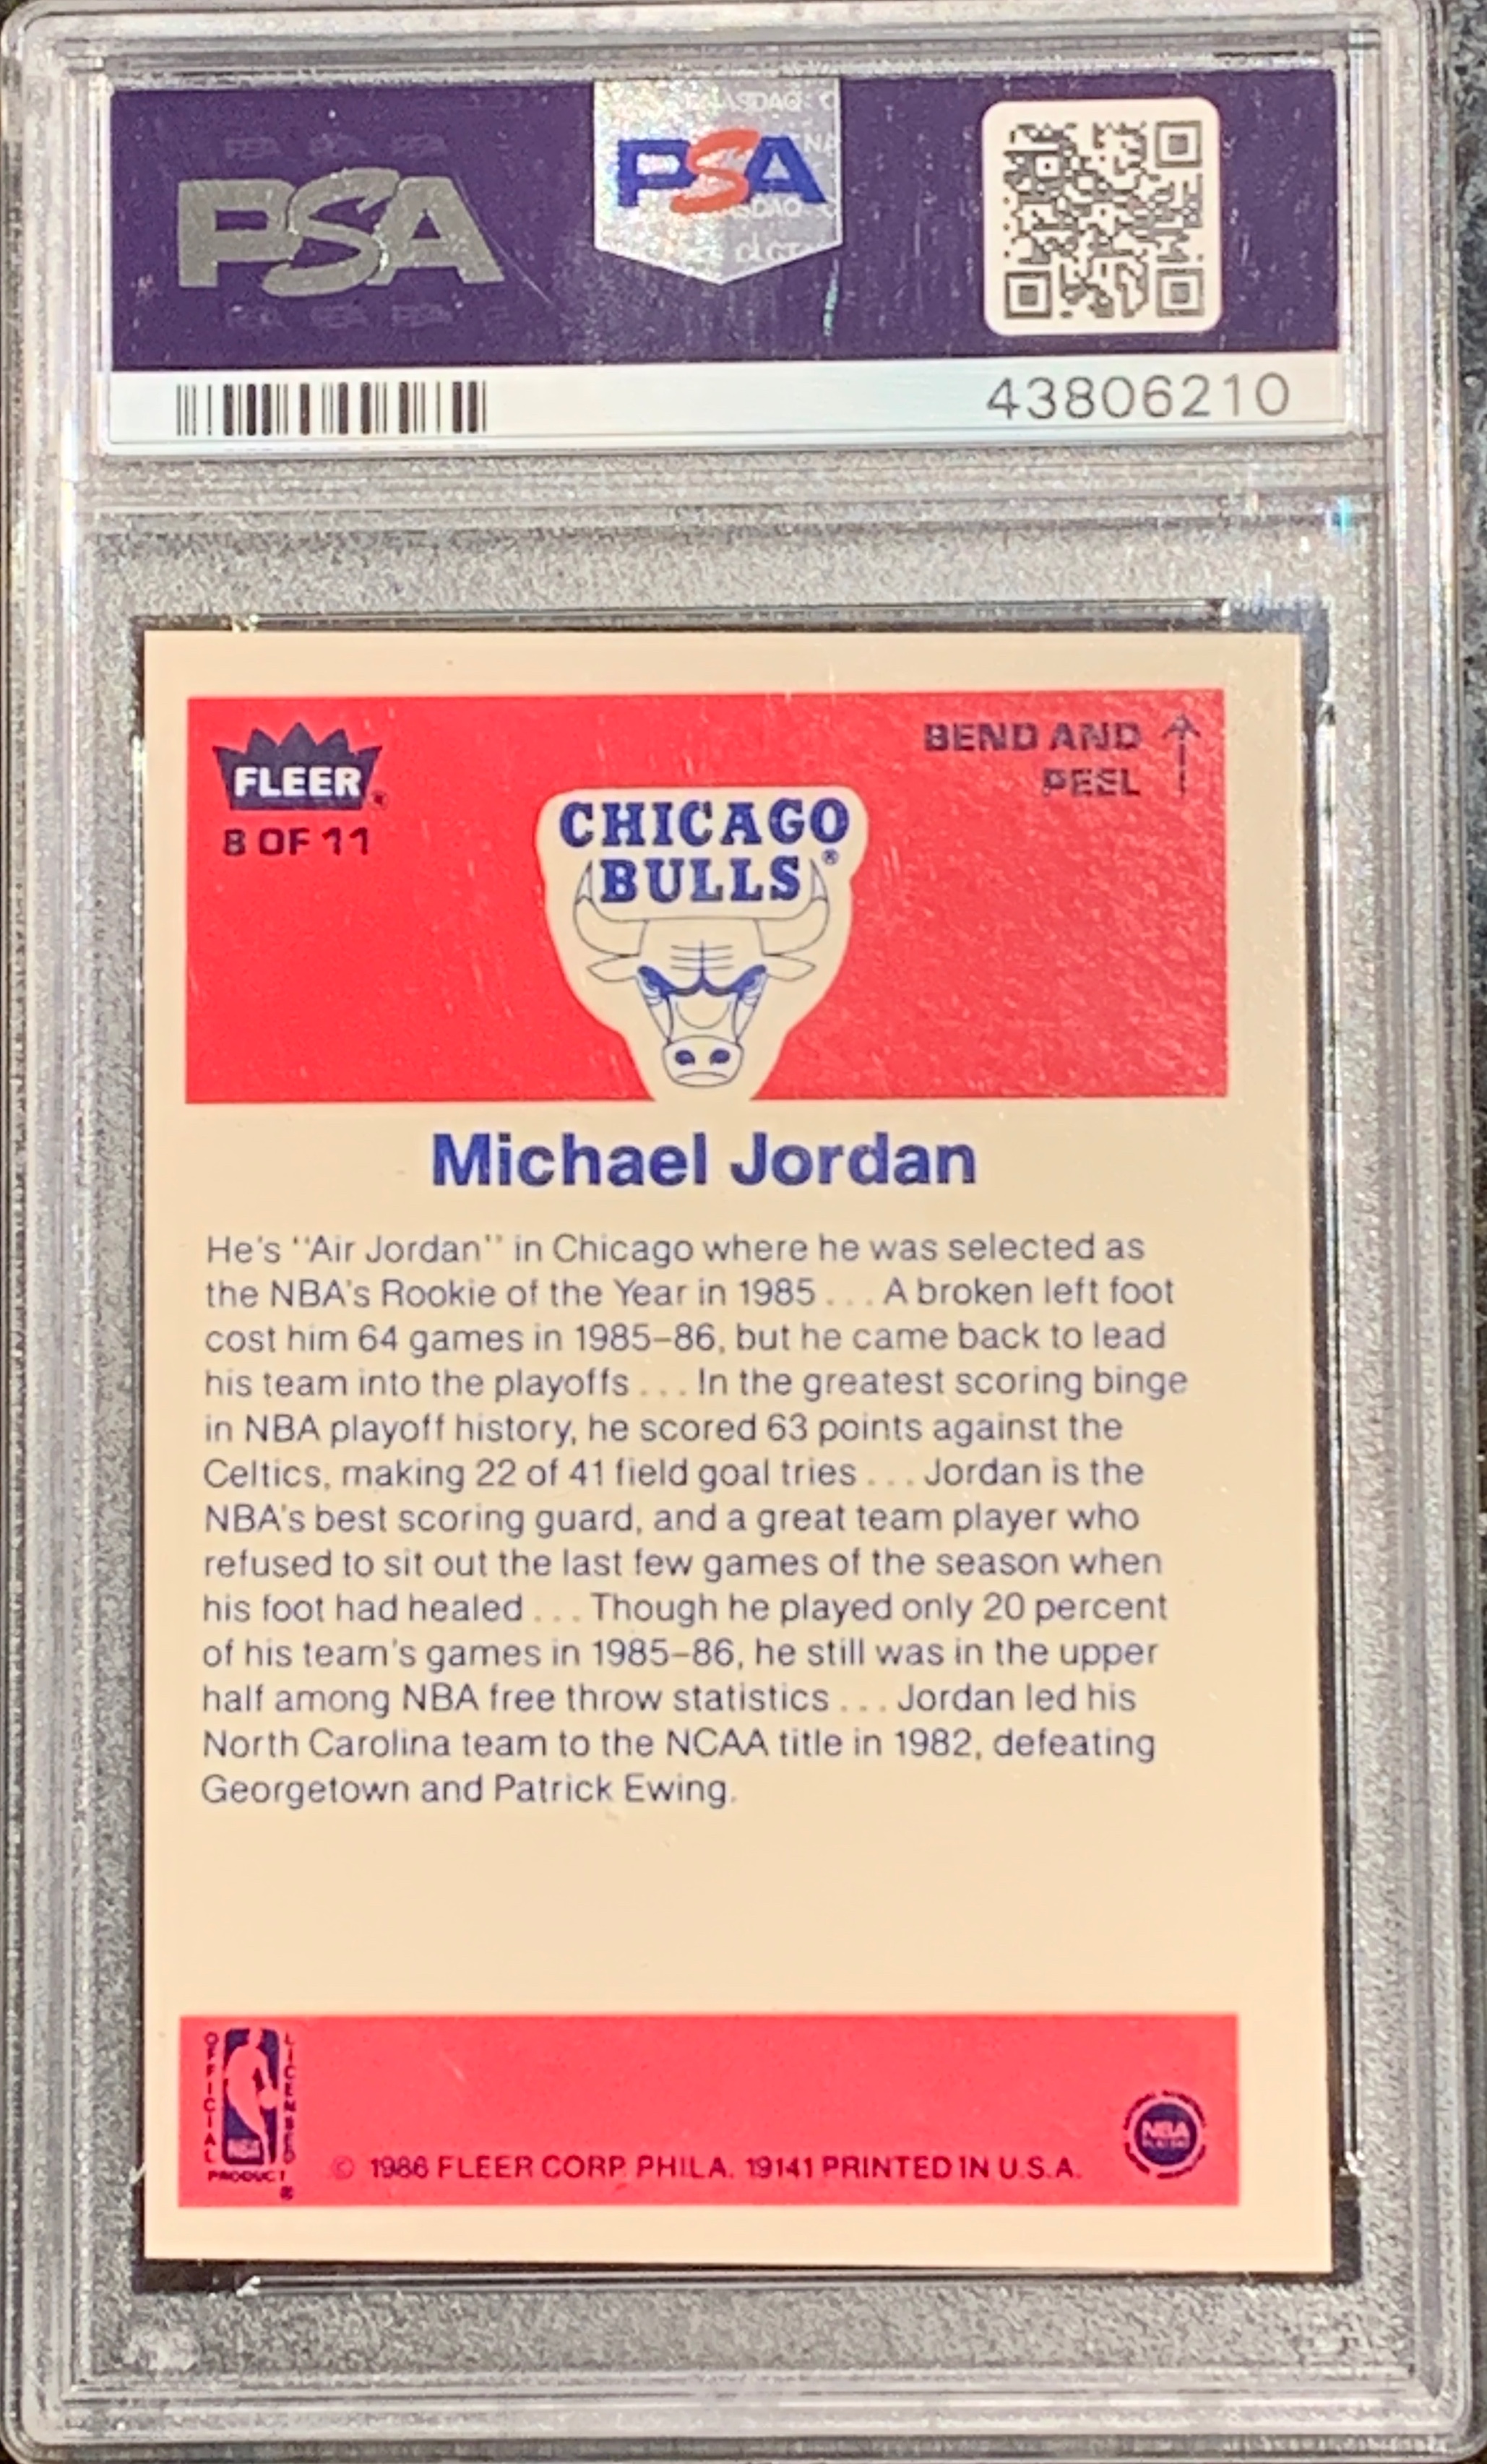 PSA
PSA
43806210
FLEER ®
8 OF 11
BEND AND
PEEL
CHICAGO
BULLS ®
Michael Jordan
He's "Air Jordan" in Chicago where he was selected as
the NBA's Rookie of the Year in 1985 . . . A broken left foot
cost him 64 games in 1985–86, but he came back to lead
his team into the playoffs . . . In the greatest scoring binge
in NBA playoff history, he scored 63 points against the
Celtics, making 22 of 41 field goal tries . . . Jordan is the
NBA's best scoring guard, and a great team player who
refused to sit out the last few games of the season when
his foot had healed . . . Though he played only 20 percent
of his team's games in 1985–86, he still was in the upper
half among NBA free throw statistics . . . Jordan led his
North Carolina team to the NCAA title in 1982, defeating
Georgetown and Patrick Ewing.
OFFICIAL
LICENSED
NBA
PRODUCT ®
© 1986 FLEER CORP. PHILA. 19141 PRINTED IN U.S.A.
NBA